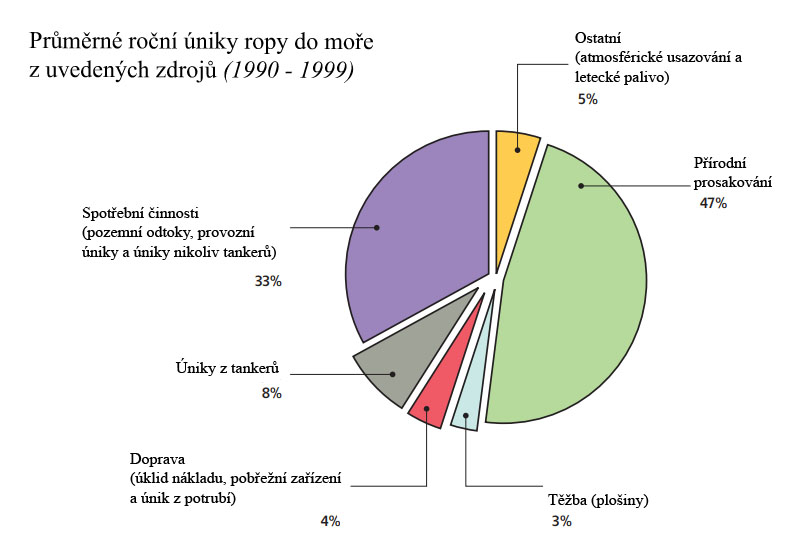 Průměrné roční úniky ropy do moře
z uvedených zdrojů (1990 - 1999)
Ostatní
(atmosférické usazování a
letecké palivo)
5%
Přírodní
prosakování
47%
Spotřební činnosti
(pozemní odtoky, provozní
úniky a úniky nikoliv tankerů)
33%
Úniky z tankerů
8%
Doprava
(úklid nákladu, pobřežní zařízení
a únik z potrubí)
4%
Těžba (plošiny)
3%